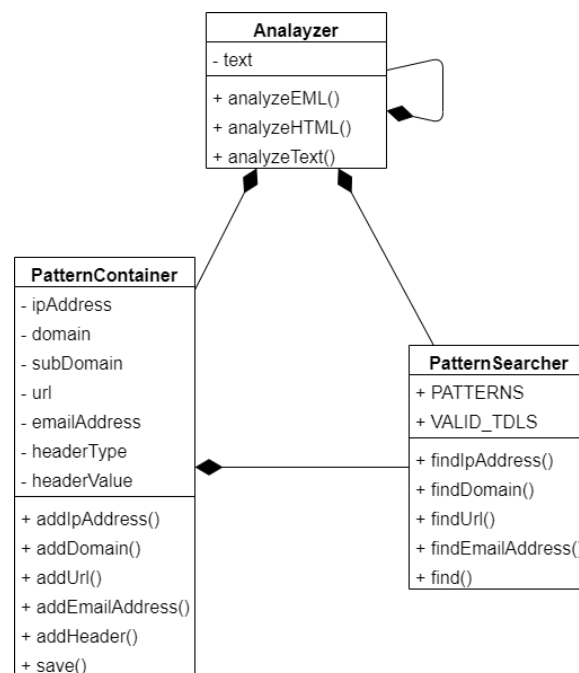 Analayzer
- text
+ analyzeEML()
+ analyzeHTML()
+ analyzeText()
PatternContainer
- ipAddress
- domain
- subDomain
- url
- emailAddress
- headerType
- headerValue
+ addIpAddress()
+ addDomain()
+ addUrl()
+ addEmailAddress()
+ addHeader()
+ save()
PatternSearcher
+ PATTERNS
+ VALID_TDLS
+ findIpAddress()
+ findDomain()
+ findUrl()
+ findEmailAddress()
+ find()